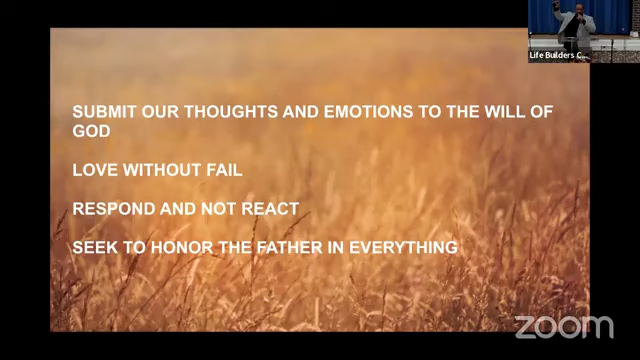 Life Builders C...
SUBMIT OUR THOUGHTS AND EMOTIONS TO THE WILL OF
GOD
LOVE WITHOUT FAIL
RESPOND AND NOT REACT
SEEK TO HONOR THE FATHER IN EVERYTHING
zoom